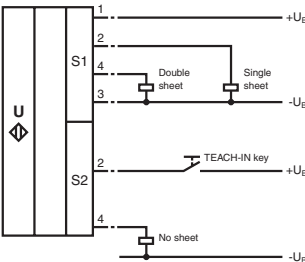 1
+UB
2
S1
4
Double sheet
Single sheet
3
-UB
U
2
TEACH-IN key
+UB
S2
4
No sheet
-UB